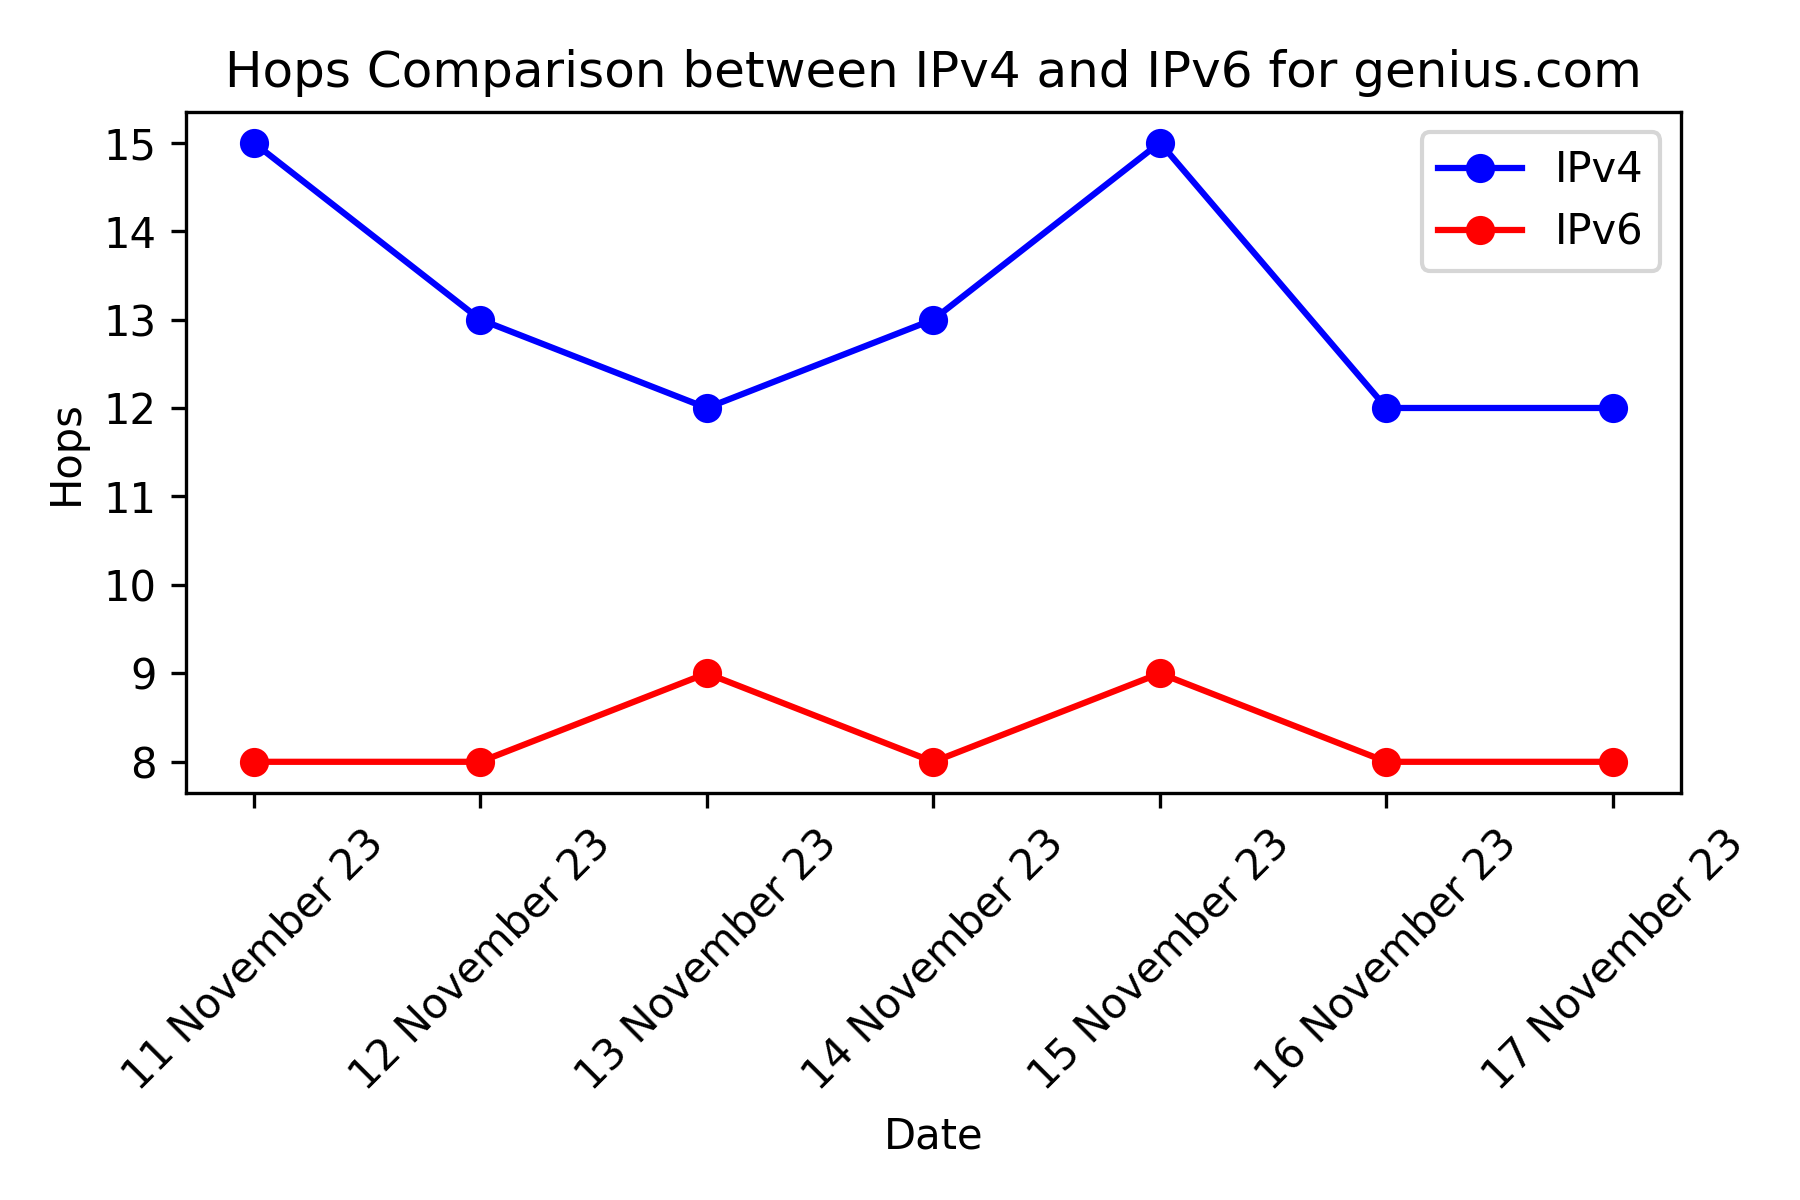 Hops Comparison between IPv4 and IPv6 for genius.com
IPv4
IPv6
15
14
13
12
11
10
9
8
Hops
11 November 23
12 November 23
13 November 23
14 November 23
15 November 23
16 November 23
17 November 23
Date